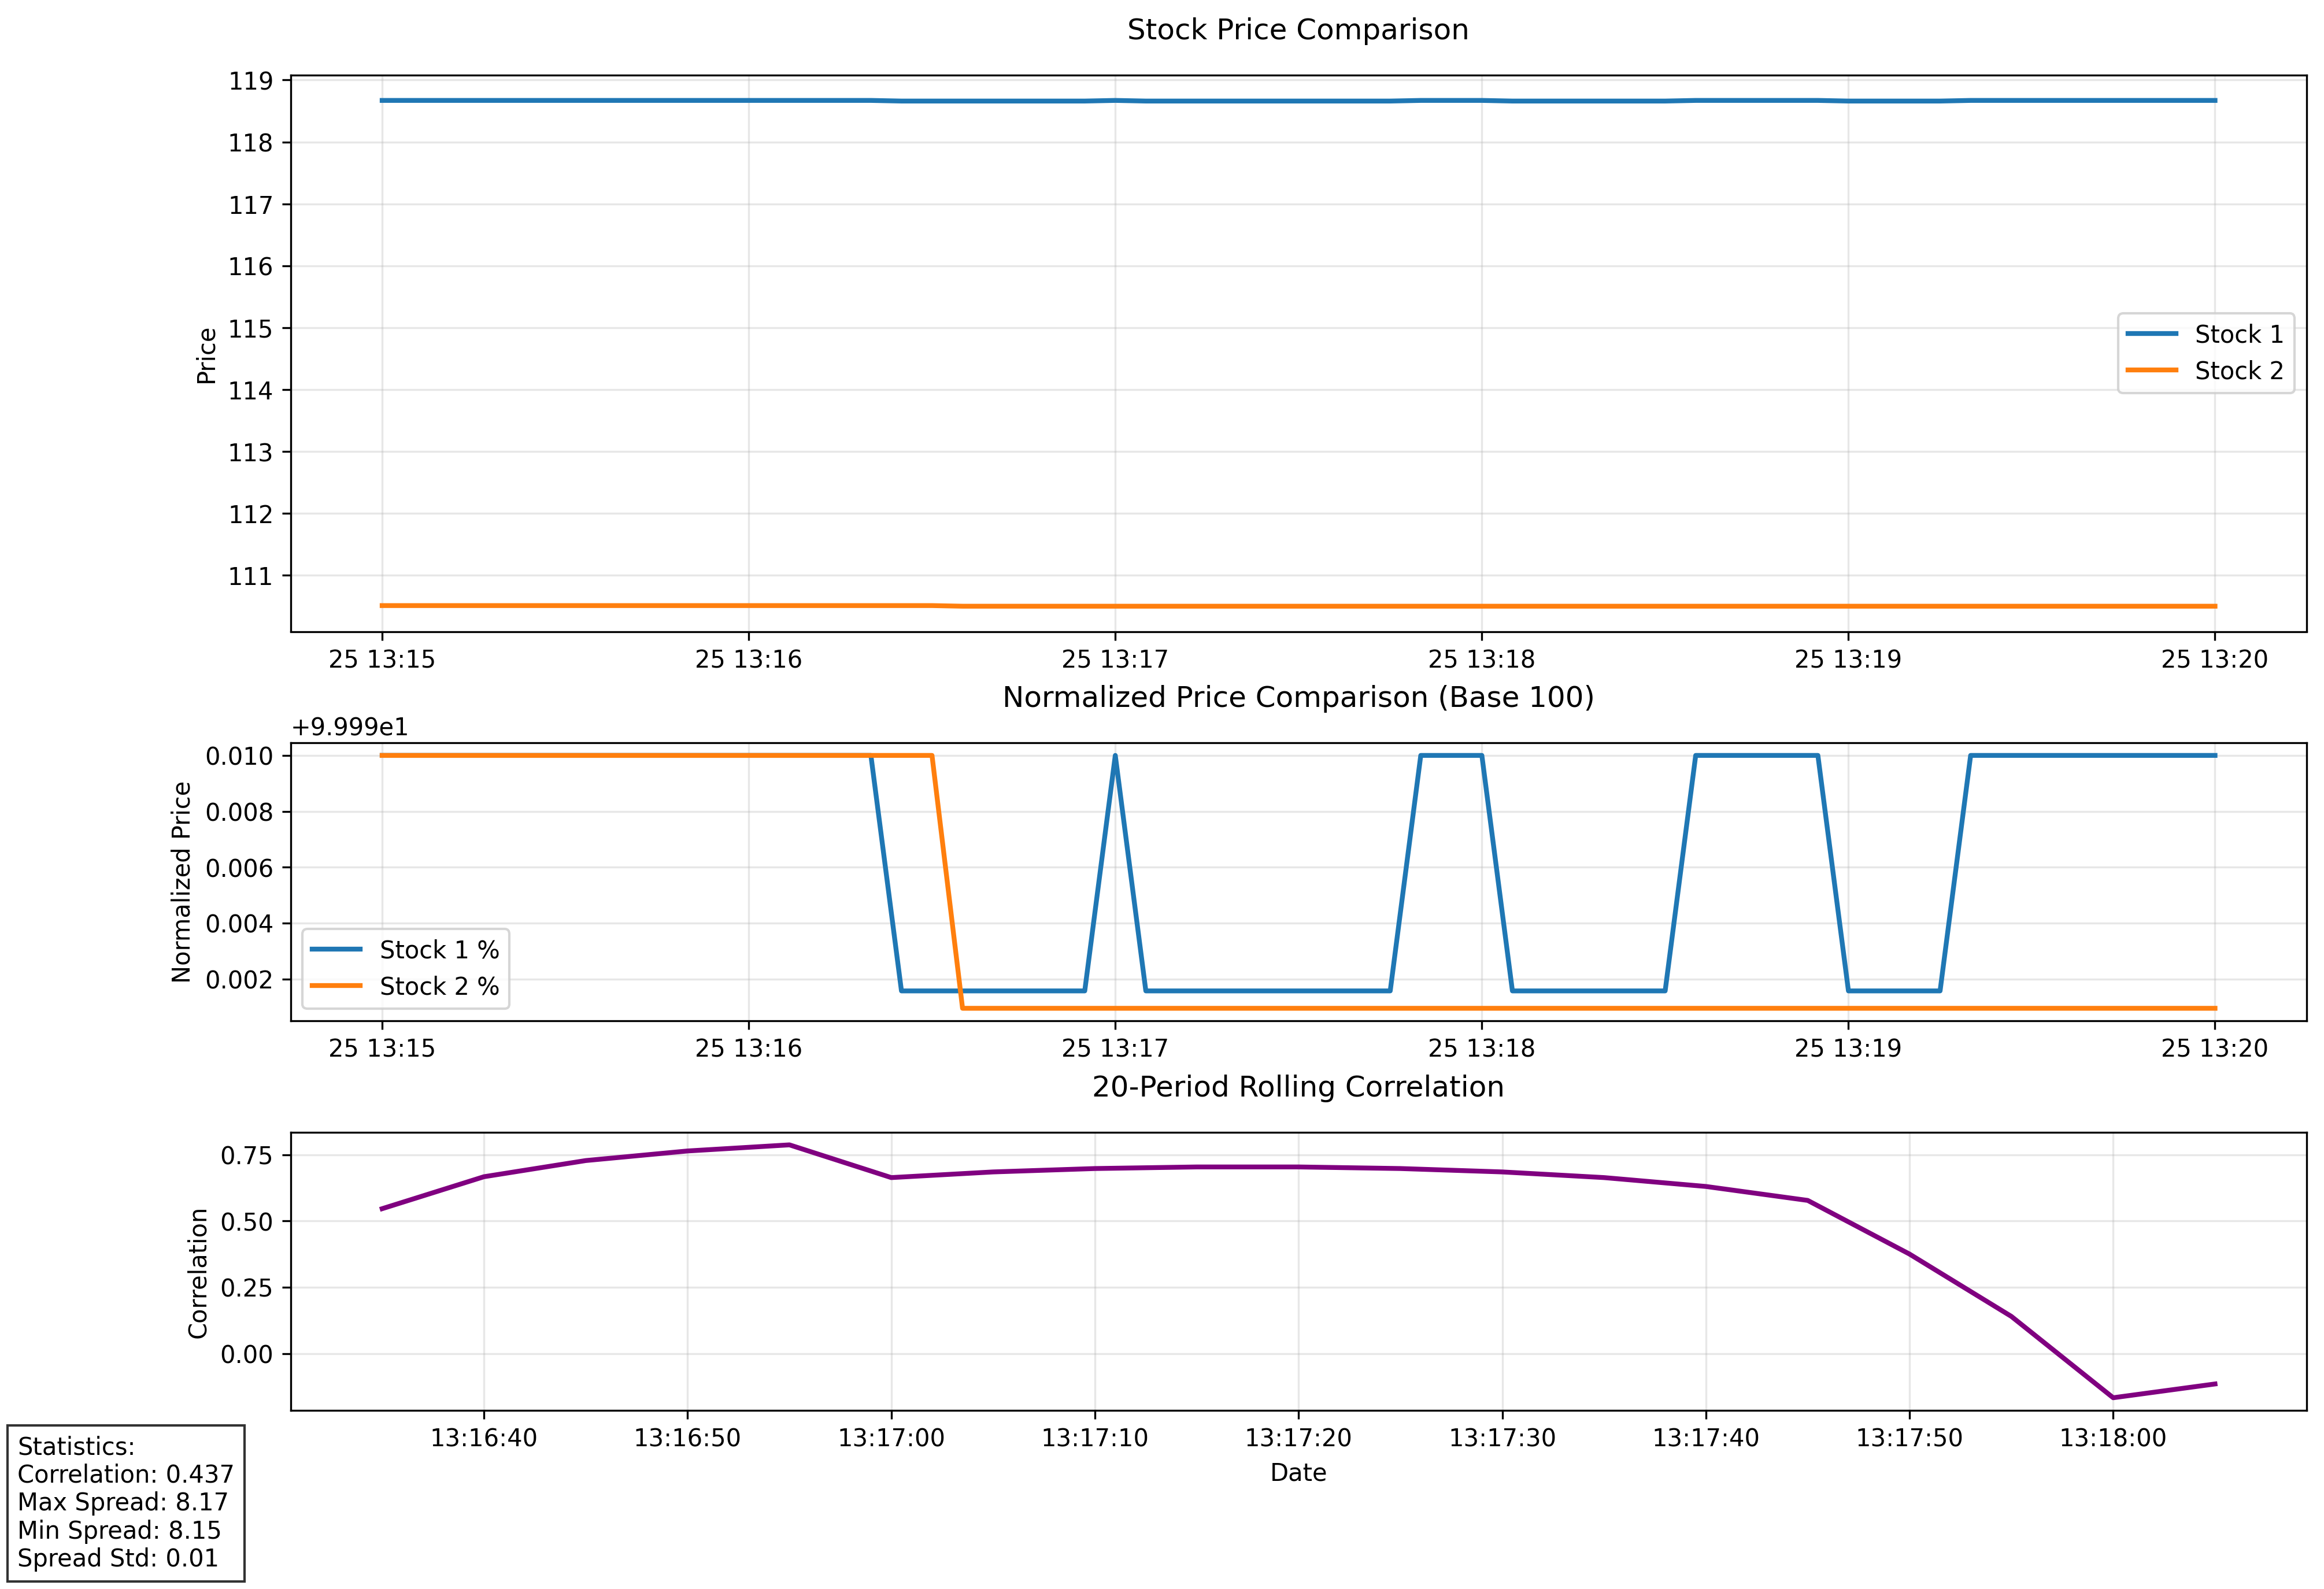 Stock Price Comparison
119
118
117
116
115
114
113
112
111
Price
Stock 1
Stock 2
25 13:15
25 13:16
25 13:17
25 13:18
25 13:19
25 13:20
Normalized Price Comparison (Base 100)
+9.999e1
0.010
0.008
0.006
0.004
0.002
Normalized Price
Stock 1 %
Stock 2 %
25 13:15
25 13:16
25 13:17
25 13:18
25 13:19
25 13:20
20-Period Rolling Correlation
0.75
0.50
0.25
0.00
Correlation
13:16:40
13:16:50
13:17:00
13:17:10
13:17:20
13:17:30
13:17:40
13:17:50
13:18:00
Date
Statistics:
Correlation: 0.437
Max Spread: 8.17
Min Spread: 8.15
Spread Std: 0.01